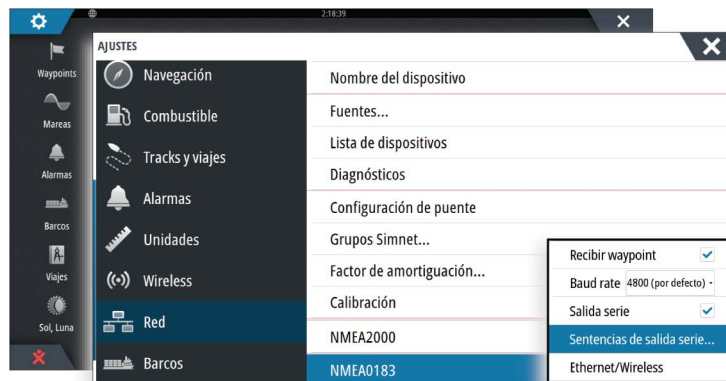 2:18:39
AJUSTES
Waypoints
Mareas
Alarmas
Barcos
Viajes
Sol, Luna
Navegación
Combustible
Tracks y viajes
Alarmas
Unidades
Wireless
Red
Barcos
Nombre del dispositivo
Fuentes...
Lista de dispositivos
Diagnósticos
Configuración de puente
Grupos Simnet...
Factor de amortiguación...
Calibración
NMEA2000
NMEA0183
Recibir waypoint
Baud rate 4800 (por defecto)
Salida serie
Sentencias de salida serie...
Ethernet/Wireless